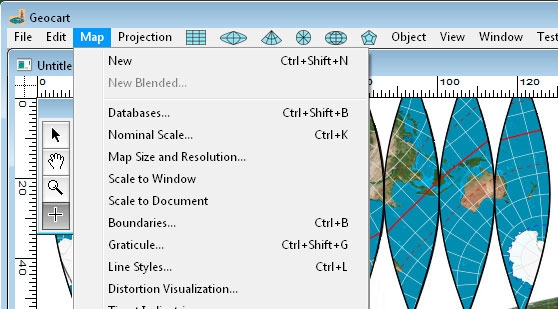 Geocart
File Edit Map Projection Object View Window Test
Untitle
0 100 120
New Ctrl+Shift+N
New Blended...
Databases... Ctrl+Shift+B
Nominal Scale... Ctrl+K
Map Size and Resolution...
Scale to Window
Scale to Document
Boundaries... Ctrl+B
Graticule... Ctrl+Shift+G
Line Styles... Ctrl+L
Distortion Visualization...
0
20
40